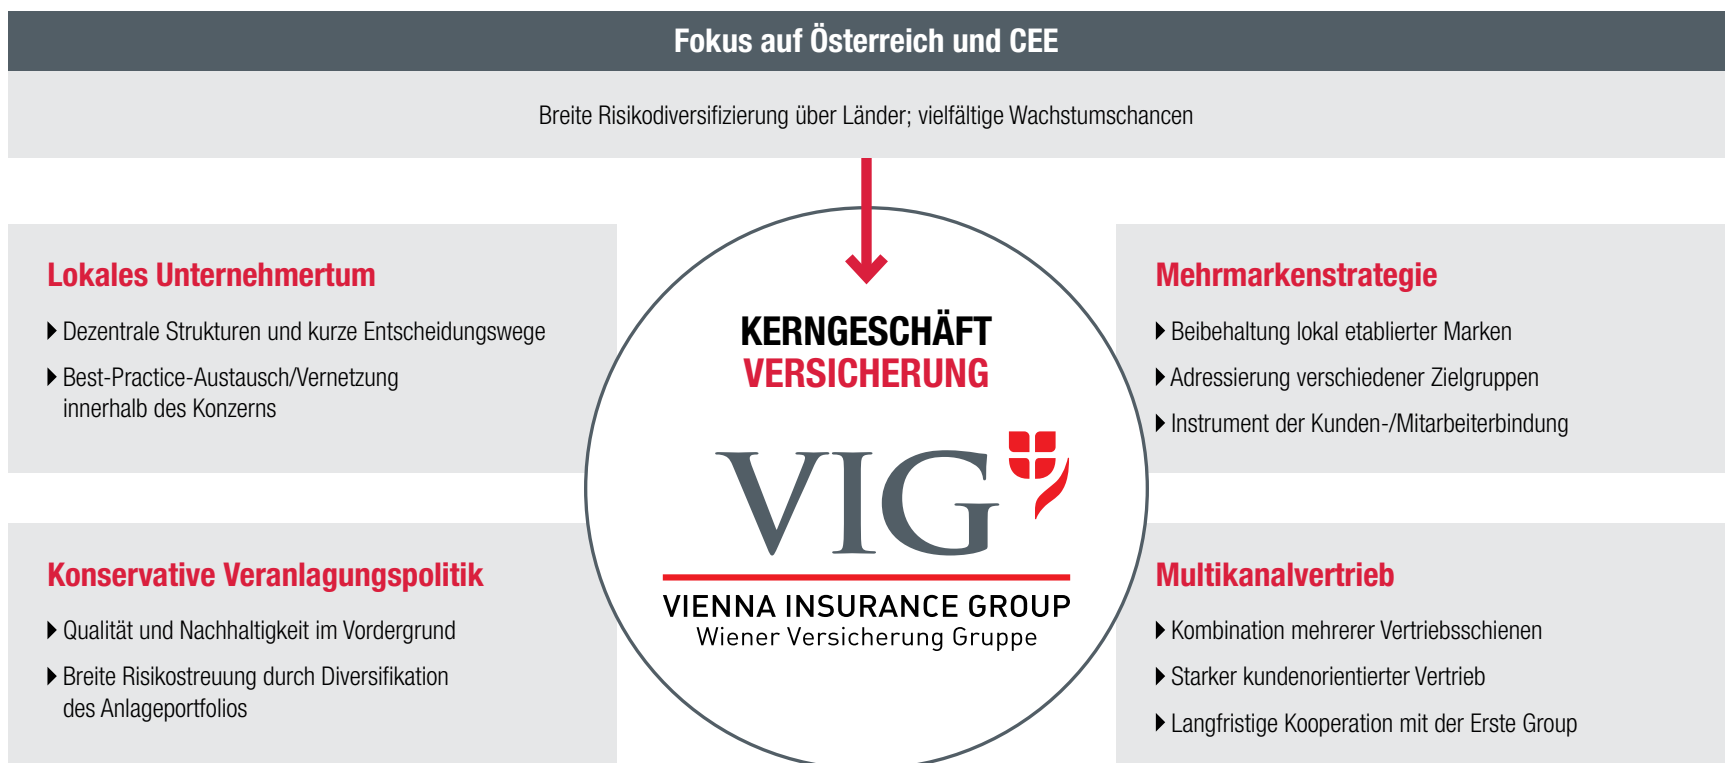 Fokus auf Österreich und CEE
Breite Risikodiversifizierung über Länder; vielfältige Wachstumschancen
Lokales Unternehmertum
Dezentrale Strukturen und kurze Entscheidungswege
Best-Practice-Austausch/Vernetzung
innerhalb des Konzerns
KERNGESCHÄFT
VERSICHERUNG
VIG
VIENNA INSURANCE GROUP
Wiener Versicherung Gruppe
Mehrmarkenstrategie
Beibehaltung lokal etablierter Marken
Adressierung verschiedener Zielgruppen
Instrument der Kunden-/Mitarbeiterbindung
Konservative Veranlagungspolitik
Qualität und Nachhaltigkeit im Vordergrund
Breite Risikostreuung durch Diversifikation
des Anlageportfolios
Multikanalvertrieb
Kombination mehrerer Vertriebsschienen
Starker kundenorientierter Vertrieb
Langfristige Kooperation mit der Erste Group